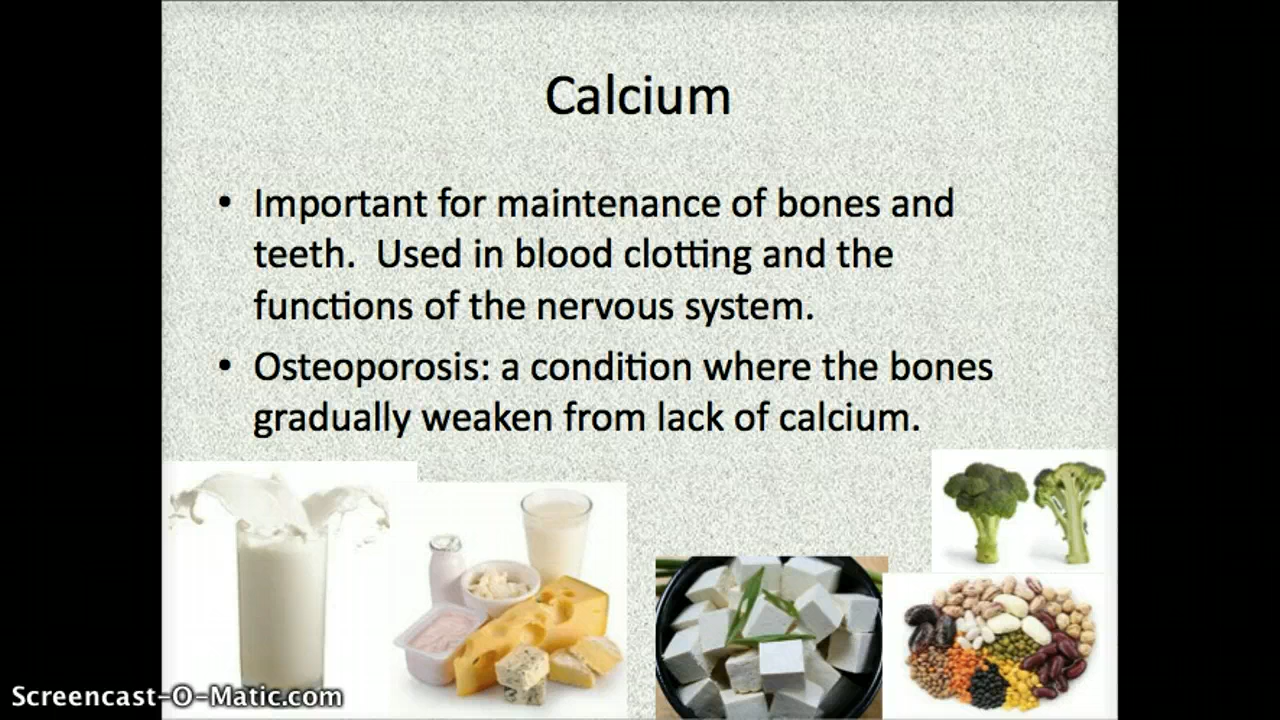 Calcium
• Important for maintenance of bones and
teeth.  Used in blood clotting and the
functions of the nervous system.
• Osteoporosis: a condition where the bones
gradually weaken from lack of calcium.
Screencast-O-Matic.com